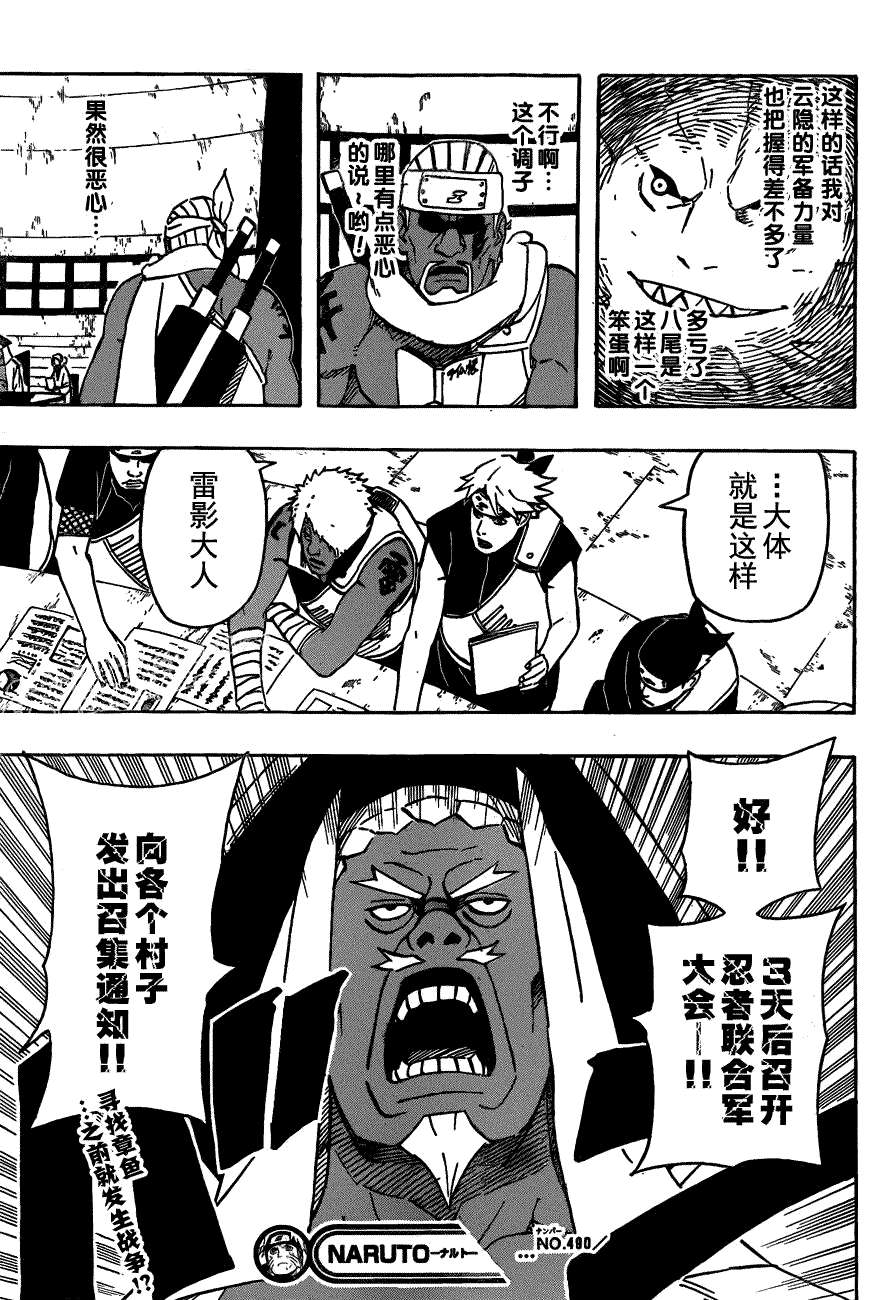 这样的话我对
云隐的军备力量
也把握得差不多了
多亏了
八尾是
这样一个
笨蛋啊
不行啊…
这个调子
哪里有点恶心
的说~哟!
果然很恶心…
…大体
就是这样
雷影大人
雷
好!!
3天后召开
忍者联合军
大会—!!
向各个村子
发出召集通知!!
寻找章鱼
…之前就发生战争!?
NARUTO—ナルト—
ナンバー
…NO.490/